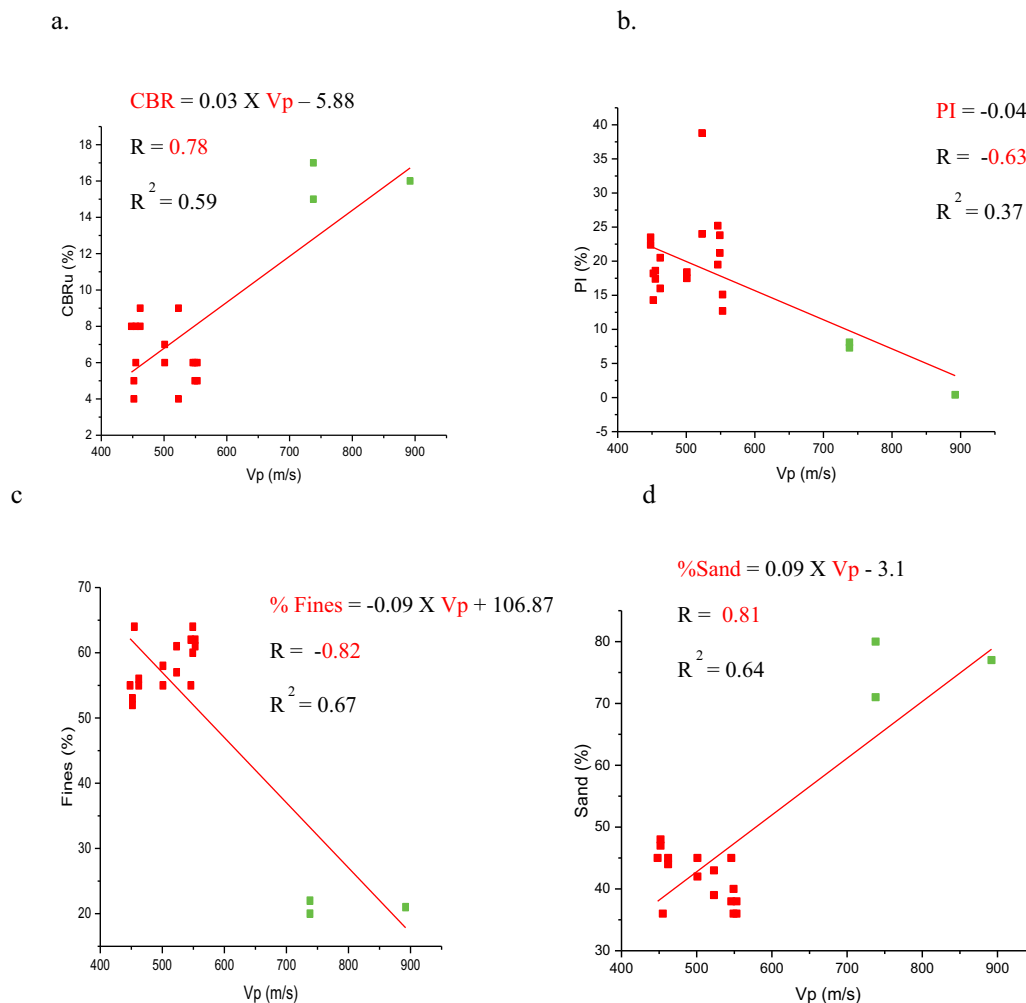 a.
CBR = 0.03 X Vp – 5.88
R = 0.78
R² = 0.59
18
16
14
12
10
8
6
4
2
CBRu (%)
400 500 600 700 800 900
Vp (m/s)
b.
PI = -0.04
R = -0.63
R² = 0.37
40
35
30
25
20
15
10
5
0
-5
PI (%)
400 500 600 700 800 900
Vp (m/s)
c
% Fines = -0.09 X Vp + 106.87
R = -0.82
R² = 0.67
70
60
50
40
30
20
Fines (%)
400 500 600 700 800 900
Vp (m/s)
d
%Sand = 0.09 X Vp - 3.1
R = 0.81
R² = 0.64
80
70
60
50
40
30
Sand (%)
400 500 600 700 800 900
Vp (m/s)